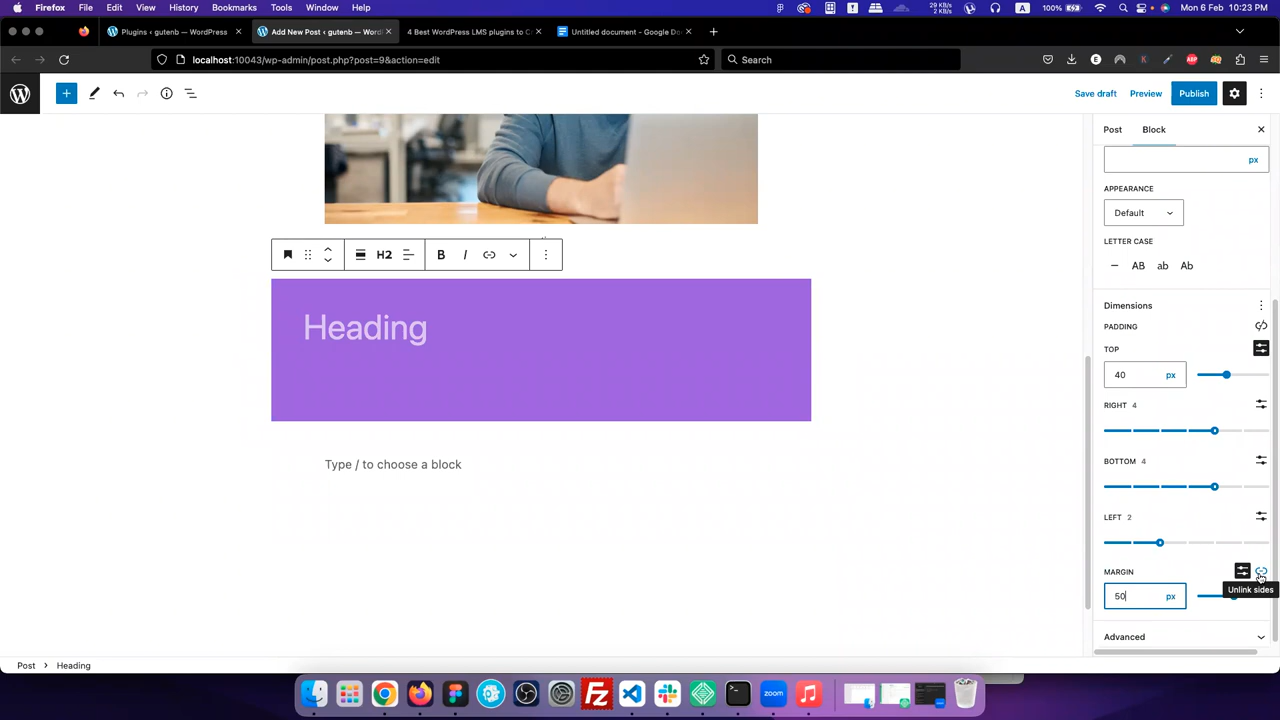 Firefox File Edit View History Bookmarks Tools Window Help 29 KB/s 4 KB/s A 100% Mon 6 Feb 10:23 PM
Plugins ‹ gutenb — WordPress Add New Post ‹ gutenb — Word 4 Best WordPress LMS plugins to C Untitled document - Google Do
localhost:10043/wp-admin/post.php?post=9&action=edit Search
Save draft Preview Publish
Post Block
px
APPEARANCE
Default
LETTER CASE
— AB ab Ab
H2 B I
Heading
Type / to choose a block
Dimensions
PADDING
TOP
40 px
RIGHT 4
BOTTOM 4
LEFT 2
MARGIN
Unlink sides
50 px
Advanced
Post Heading
zoom